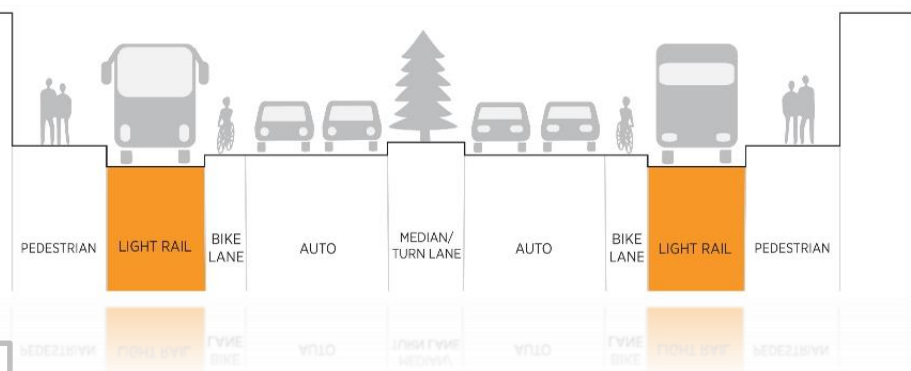 PEDESTRIAN
LIGHT RAIL
BIKE
LANE
AUTO
MEDIAN/
TURN LANE
AUTO
BIKE
LANE
LIGHT RAIL
PEDESTRIAN